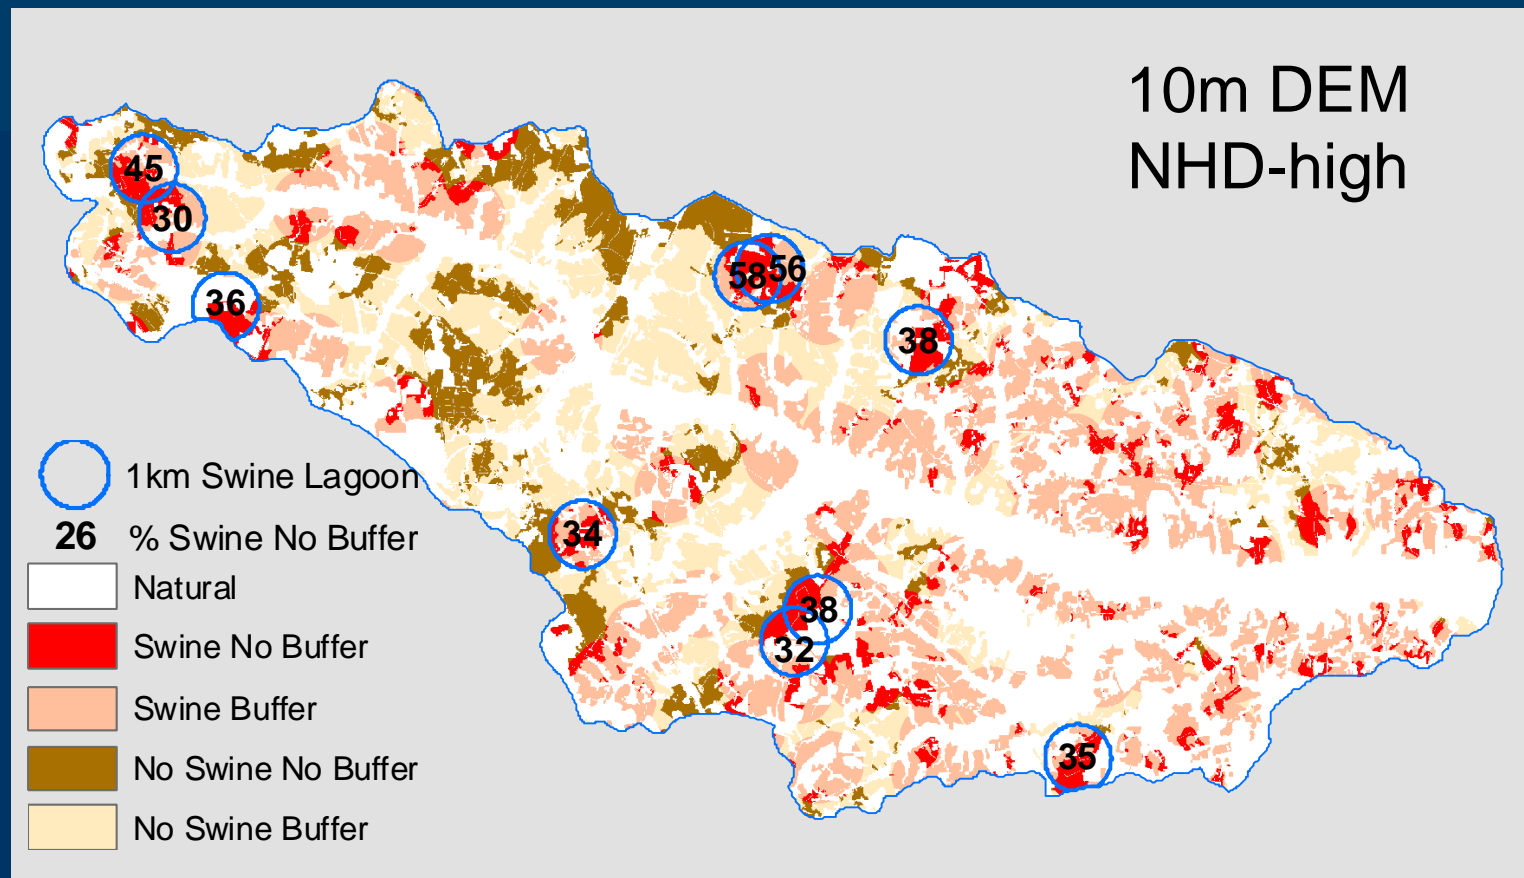 10m DEM
NHD-high
45
30
36
58
56
38
34
38
32
35
1km Swine Lagoon
26 % Swine No Buffer
Natural
Swine No Buffer
Swine Buffer
No Swine No Buffer
No Swine Buffer